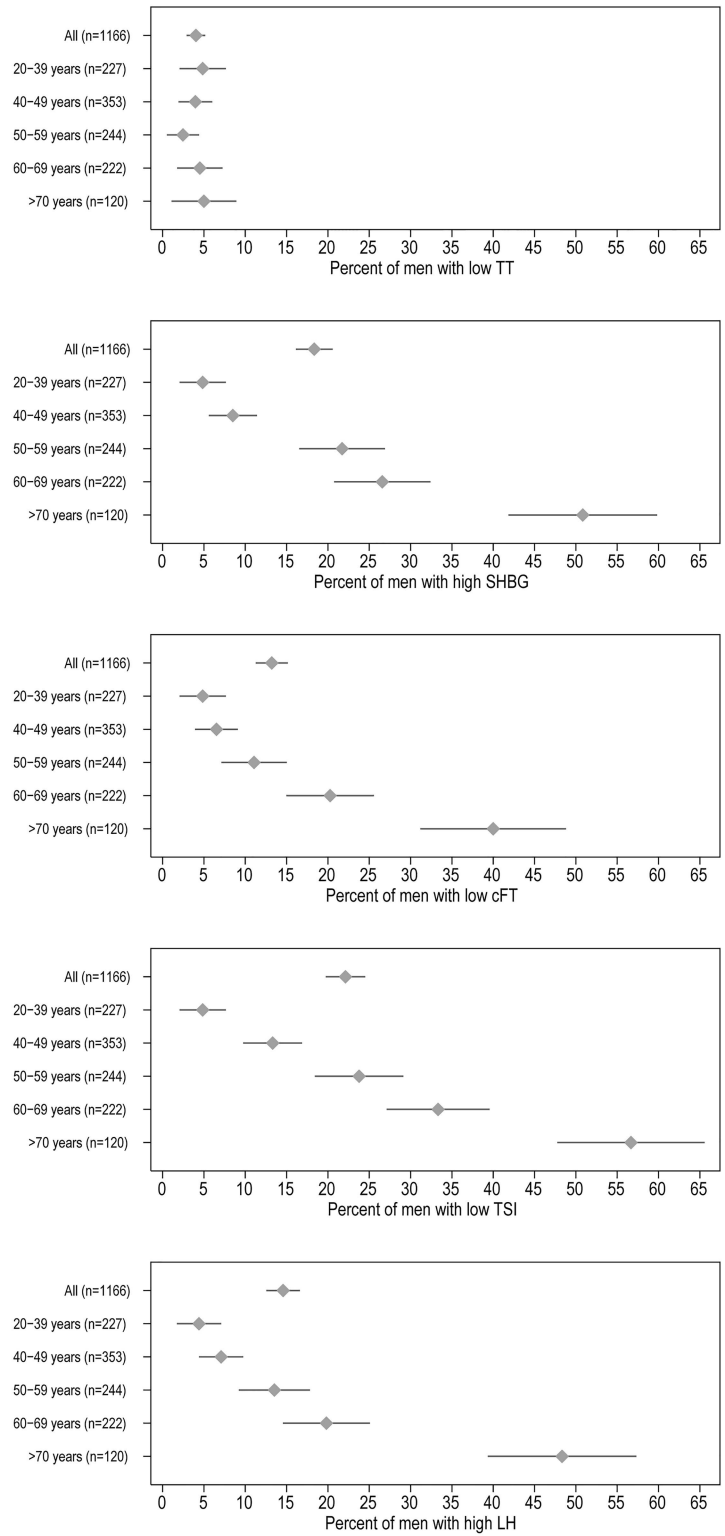 All (n=1166)
20−39 years (n=227)
40−49 years (n=353)
50−59 years (n=244)
60−69 years (n=222)
>70 years (n=120)
0 5 10 15 20 25 30 35 40 45 50 55 60 65
Percent of men with low TT
All (n=1166)
20−39 years (n=227)
40−49 years (n=353)
50−59 years (n=244)
60−69 years (n=222)
>70 years (n=120)
0 5 10 15 20 25 30 35 40 45 50 55 60 65
Percent of men with high SHBG
All (n=1166)
20−39 years (n=227)
40−49 years (n=353)
50−59 years (n=244)
60−69 years (n=222)
>70 years (n=120)
0 5 10 15 20 25 30 35 40 45 50 55 60 65
Percent of men with low cFT
All (n=1166)
20−39 years (n=227)
40−49 years (n=353)
50−59 years (n=244)
60−69 years (n=222)
>70 years (n=120)
0 5 10 15 20 25 30 35 40 45 50 55 60 65
Percent of men with low TSI
All (n=1166)
20−39 years (n=227)
40−49 years (n=353)
50−59 years (n=244)
60−69 years (n=222)
>70 years (n=120)
0 5 10 15 20 25 30 35 40 45 50 55 60 65
Percent of men with high LH